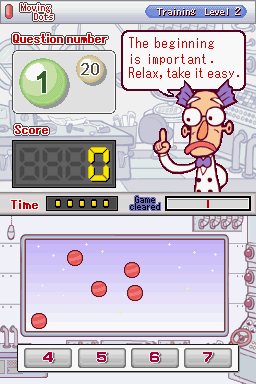 Moving
Dots
Training Level 2
Question number
1
20
The beginning
is important.
Relax, take it easy.
Score
0
Time
Game
cleared
4
5
6
7